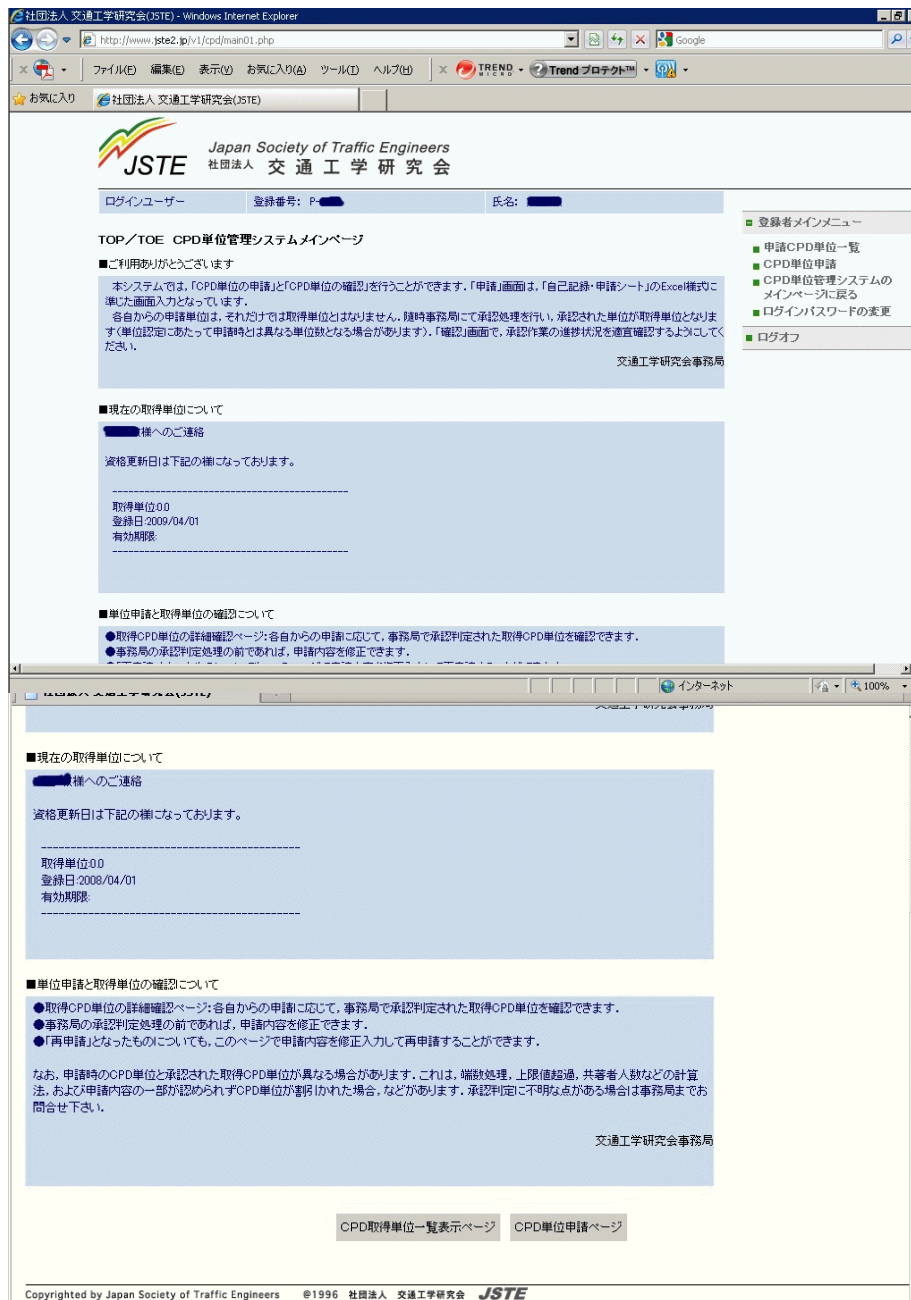 社団法人 交通工学研究会(JSTE) - Windows Internet Explorer
http://www.jste2.jp/v1/cpd/main01.php
Google
ファイル(F) 編集(E) 表示(V) お気に入り(A) ツール(T) ヘルプ(H)
TREND MICRO Trend プロテクト™
お気に入り 社団法人 交通工学研究会(JSTE)
JSTE
Japan Society of Traffic Engineers
社団法人 交通工学研究会
ログインユーザー 登録番号: P- 氏名:
TOP/TOE CPD単位管理システムメインページ
■ご利用ありがとうございます
本システムでは,「CPD単位の申請」と「CPD単位の確認」を行うことができます.「申請」画面は,「自己記録・申請シート」のExcel様式に
準じた画面入力となっています.
各自からの申請単位は,それだけでは取得単位とはなりません.随時事務局にて承認処理を行い,承認された単位が取得単位となりま
す(単位認定にあたって申請時とは異なる単位数となる場合があります).「確認」画面で,承認作業の進捗状況を適宜確認するようにしてく
ださい.
交通工学研究会事務局
■現在の取得単位について
様へのご連絡
資格更新日は下記の様になっております。
----------------------------------------
取得単位:0.0
登録日:2009/04/01
有効期限:
----------------------------------------
■単位申請と取得単位の確認について
●取得CPD単位の詳細確認ページ:各自からの申請に応じて,事務局で承認判定された取得CPD単位を確認できます.
●事務局の承認判定処理の前であれば,申請内容を修正できます.
登録者メインメニュー
申請CPD単位一覧
CPD単位申請
CPD単位管理システムの
メインページに戻る
ログインパスワードの変更
ログオフ
インターネット 100%
■現在の取得単位について
様へのご連絡
資格更新日は下記の様になっております。
--------------------------------------------
取得単位:0.0
登録日:2008/04/01
有効期限:
--------------------------------------------
■単位申請と取得単位の確認について
●取得CPD単位の詳細確認ページ:各自からの申請に応じて,事務局で承認判定された取得CPD単位を確認できます.
●事務局の承認判定処理の前であれば,申請内容を修正できます.
●「再申請」となったものについても,このページで申請内容を修正入力して再申請することができます.
なお,申請時のCPD単位と承認された取得CPD単位が異なる場合があります.これは,端数処理,上限値超過,共著者人数などの計算
法,および申請内容の一部が認められずCPD単位が割引かれた場合,などがあります.承認判定に不明な点がある場合は事務局までお
問合せ下さい.
交通工学研究会事務局
CPD取得単位一覧表示ページ CPD単位申請ページ
Copyrighted by Japan Society of Traffic Engineers @1996 社団法人 交通工学研究会 JSTE